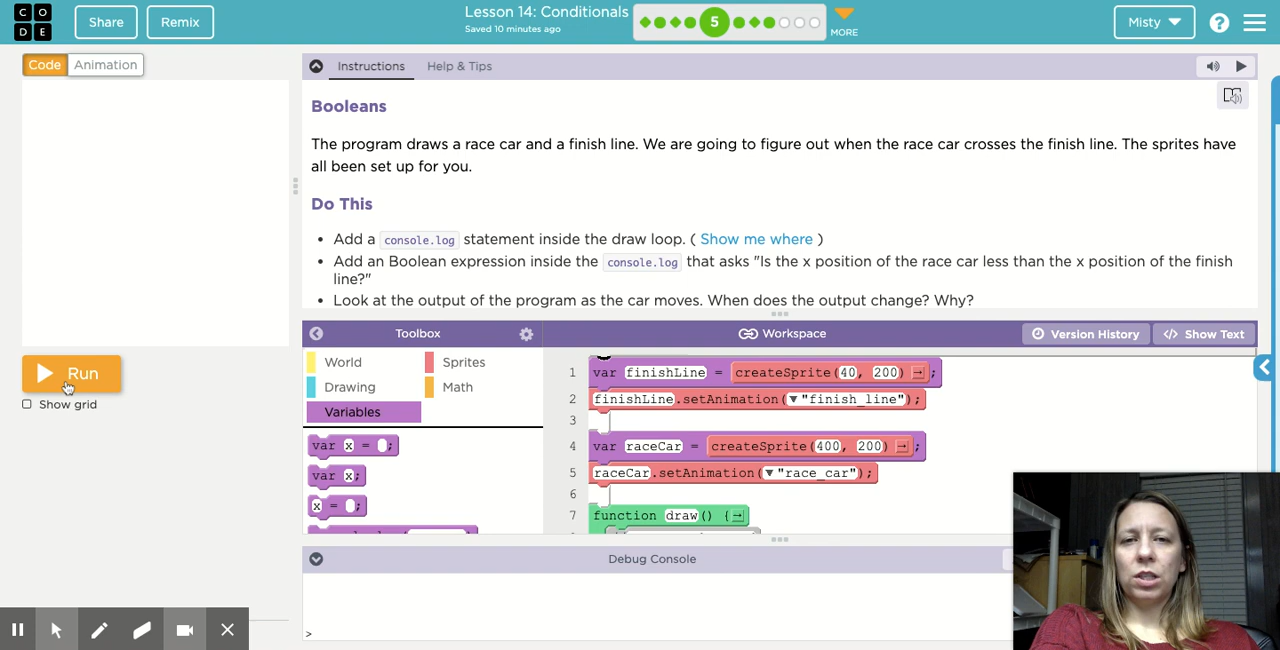 C O
D E
Share
Remix
Lesson 14: Conditionals
Saved 10 minutes ago
5
MORE
Misty
?
Code
Animation
Instructions
Help & Tips
Booleans
The program draws a race car and a finish line. We are going to figure out when the race car crosses the finish line. The sprites have
all been set up for you.
Do This
• Add a console.log statement inside the draw loop. ( Show me where )
• Add an Boolean expression inside the console.log that asks "Is the x position of the race car less than the x position of the finish
line?"
• Look at the output of the program as the car moves. When does the output change? Why?
Run
Show grid
Toolbox
Workspace
Version History
</> Show Text
World
Sprites
Drawing
Math
Variables
var x = ;
var x;
x = ;
1 var finishLine = createSprite(40, 200) → ;
2 finishLine.setAnimation( ▼ "finish_line");
3
4 var raceCar = createSprite(400, 200) → ;
5 raceCar.setAnimation( ▼ "race_car");
6
7 function draw() { →
Debug Console
>